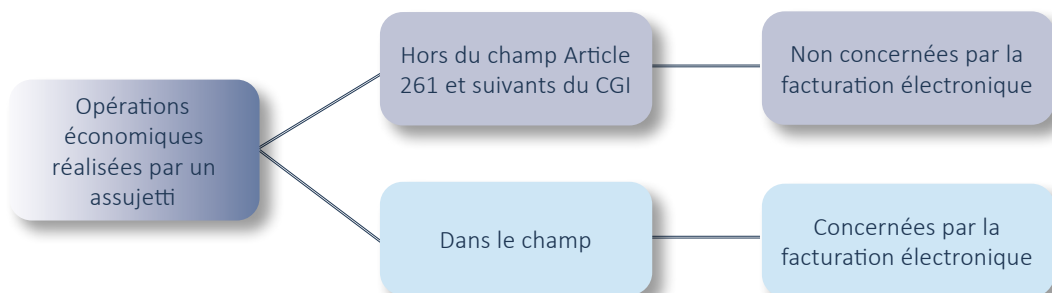 Opérations
économiques
réalisées par un
assujetti
Hors du champ Article
261 et suivants du CGI
Non concernées par la
facturation électronique
Dans le champ
Concernées par la
facturation électronique